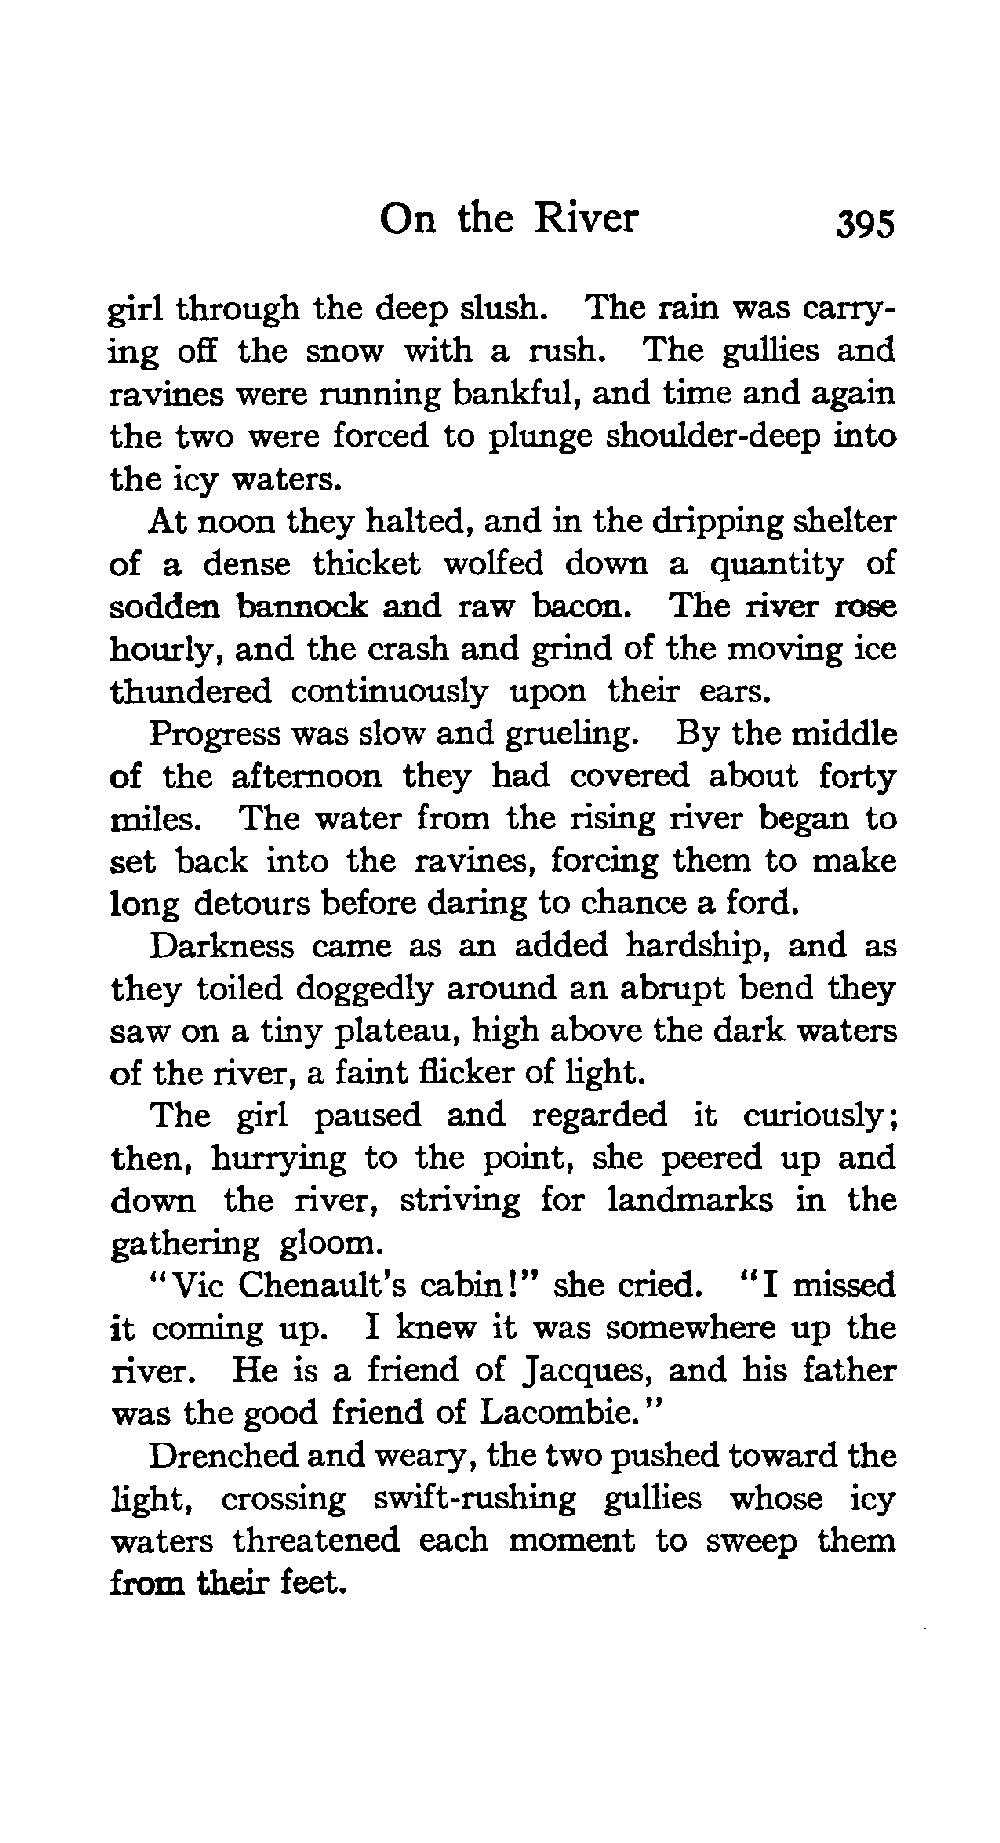 On the River 395
girl through the deep slush. The rain was carry-
ing off the snow with a rush. The gullies and
ravines were running bankful, and time and again
the two were forced to plunge shoulder-deep into
the icy waters.
At noon they halted, and in the dripping shelter
of a dense thicket wolfed down a quantity of
sodden bannock and raw bacon. The river rose
hourly, and the crash and grind of the moving ice
thundered continuously upon their ears.
Progress was slow and grueling. By the middle
of the afternoon they had covered about forty
miles. The water from the rising river began to
set back into the ravines, forcing them to make
long detours before daring to chance a ford.
Darkness came as an added hardship, and as
they toiled doggedly around an abrupt bend they
saw on a tiny plateau, high above the dark waters
of the river, a faint flicker of light.
The girl paused and regarded it curiously;
then, hurrying to the point, she peered up and
down the river, striving for landmarks in the
gathering gloom.
"Vic Chenault's cabin!" she cried. "I missed
it coming up. I knew it was somewhere up the
river. He is a friend of Jacques, and his father
was the good friend of Lacombie."
Drenched and weary, the two pushed toward the
light, crossing swift-rushing gullies whose icy
waters threatened each moment to sweep them
from their feet.